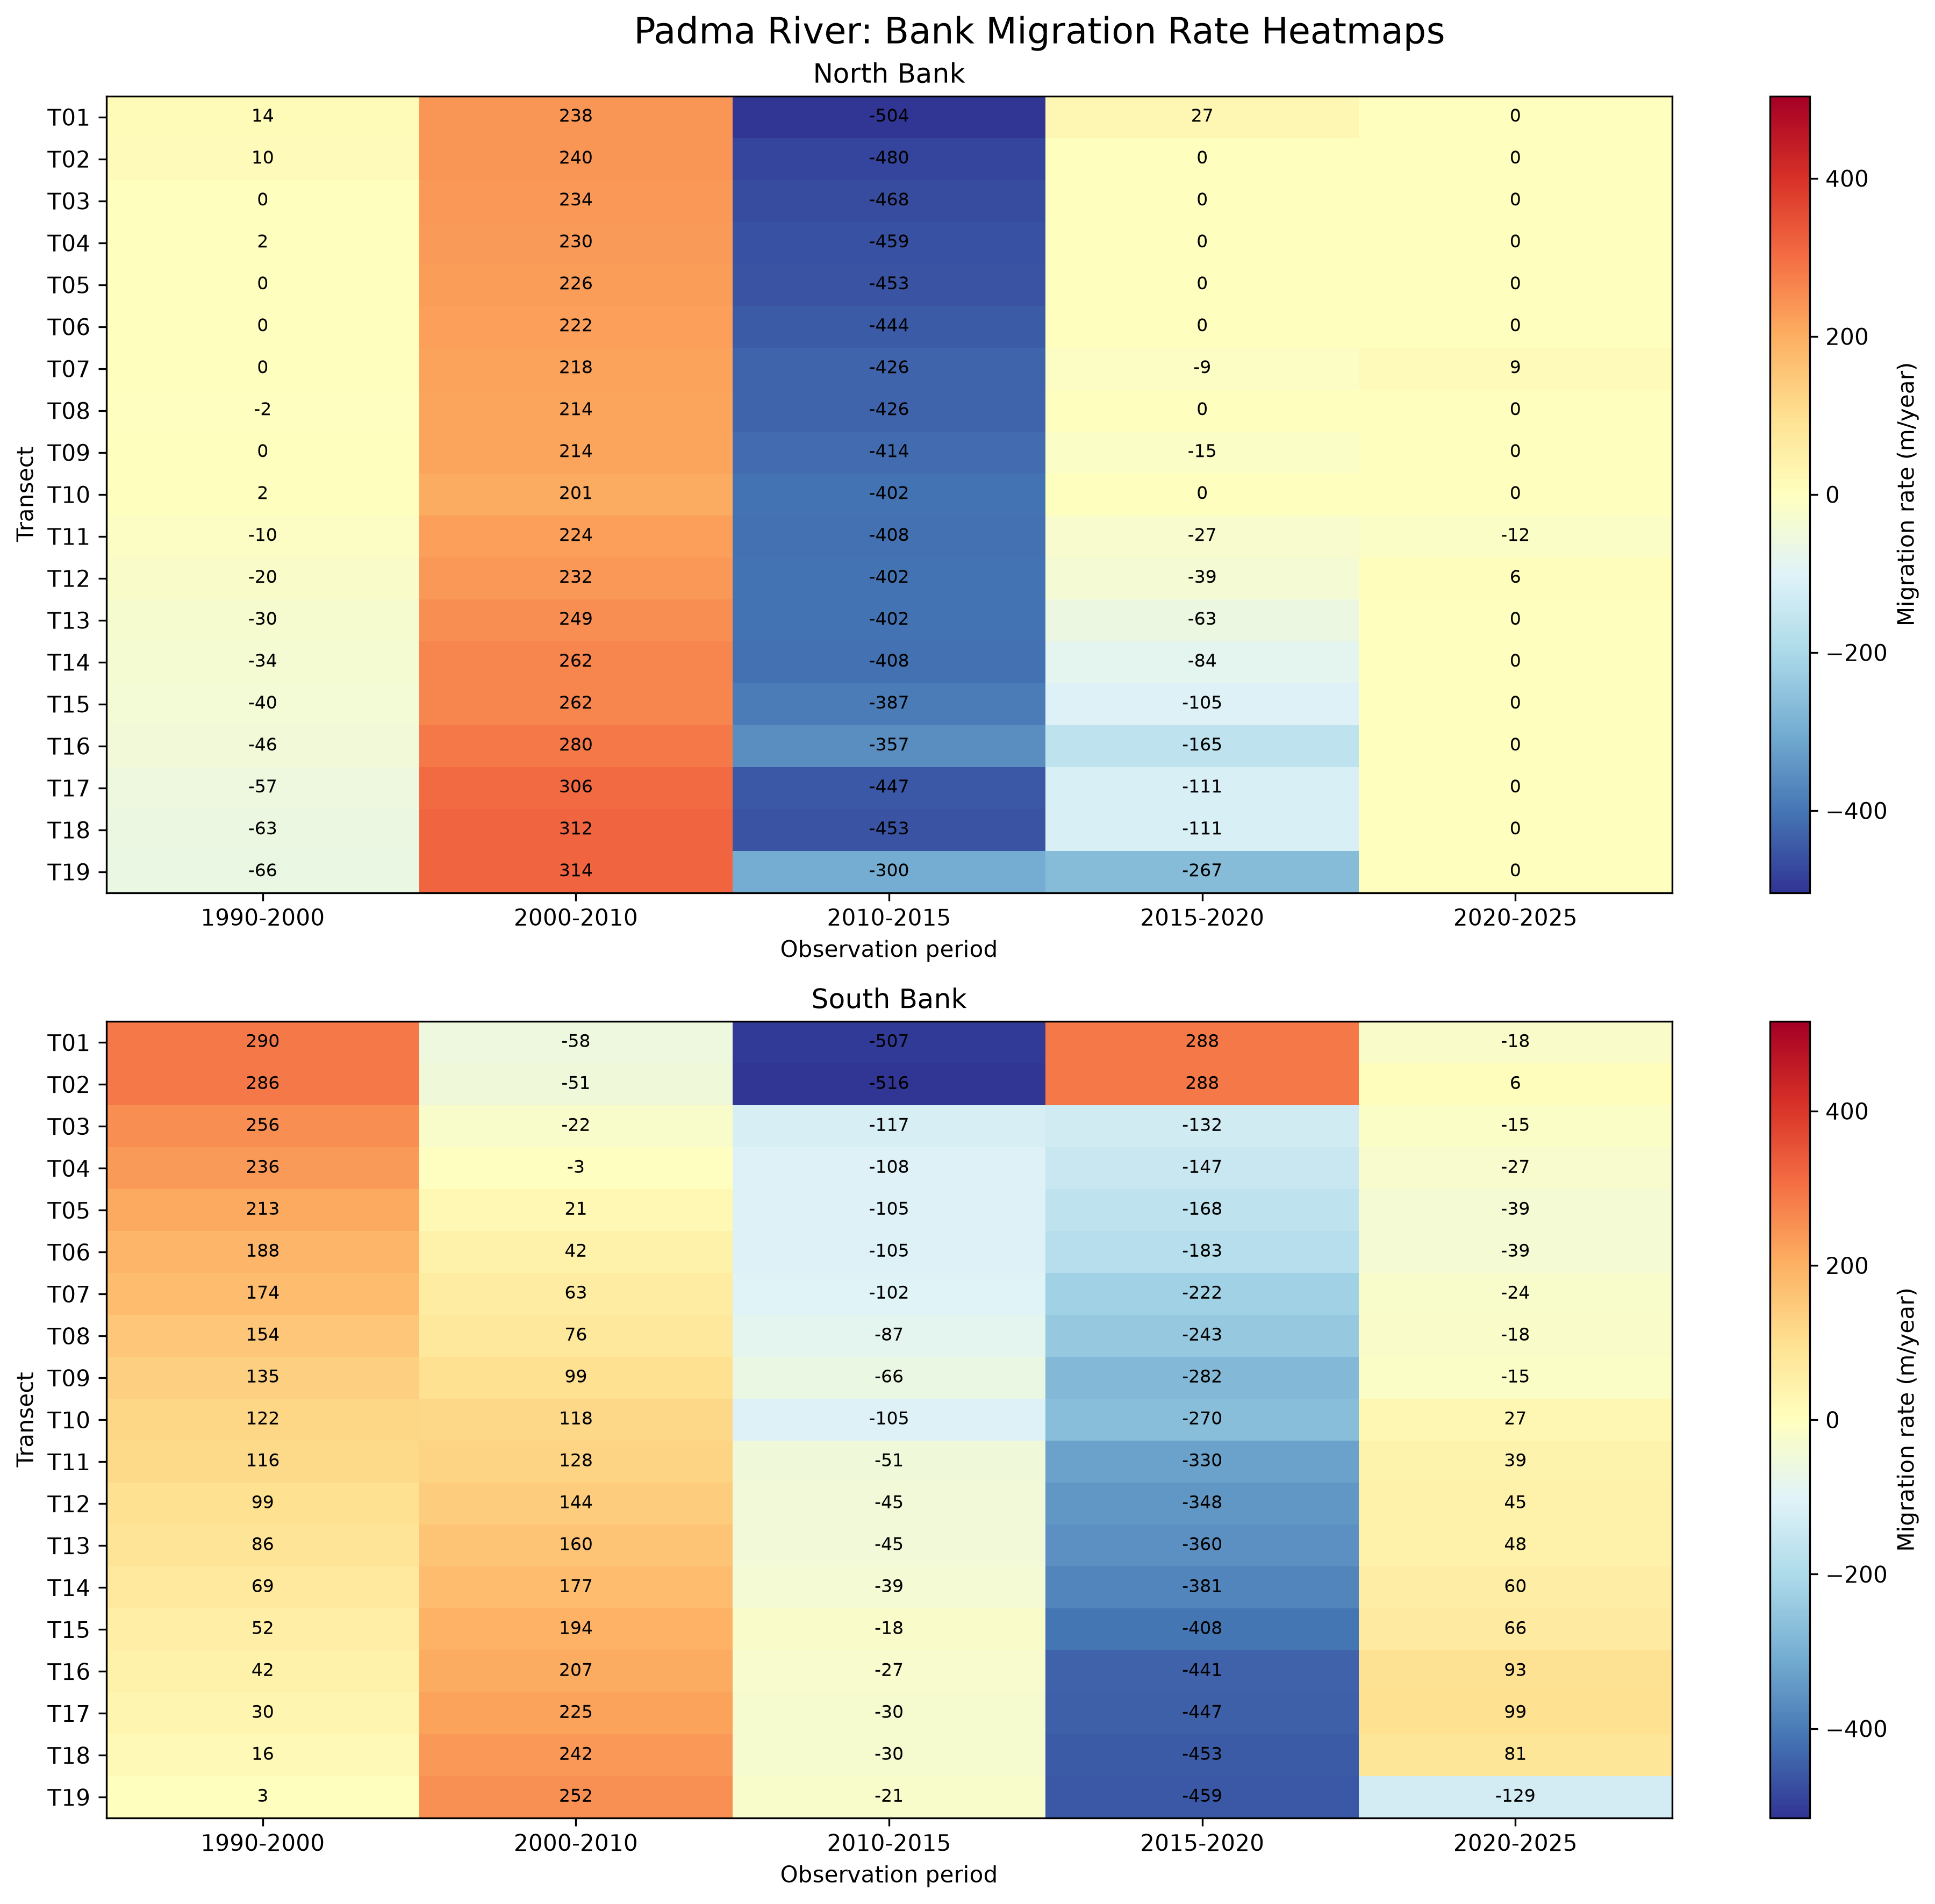 Padma River: Bank Migration Rate Heatmaps
North Bank
T01 14 238 -504 27 0
T02 10 240 -480 0 0
T03 0 234 -468 0 0
T04 2 230 -459 0 0
T05 0 226 -453 0 0
T06 0 222 -444 0 0
T07 0 218 -426 -9 9
T08 -2 214 -426 0 0
T09 0 214 -414 -15 0
T10 2 201 -402 0 0
T11 -10 224 -408 -27 -12
T12 -20 232 -402 -39 6
T13 -30 249 -402 -63 0
T14 -34 262 -408 -84 0
T15 -40 262 -387 -105 0
T16 -46 280 -357 -165 0
T17 -57 306 -447 -111 0
T18 -63 312 -453 -111 0
T19 -66 314 -300 -267 0
1990-2000 2000-2010 2010-2015 2015-2020 2020-2025
Observation period
Transect
400
200
0
−200
−400
Migration rate (m/year)
South Bank
T01 290 -58 -507 288 -18
T02 286 -51 -516 288 6
T03 256 -22 -117 -132 -15
T04 236 -3 -108 -147 -27
T05 213 21 -105 -168 -39
T06 188 42 -105 -183 -39
T07 174 63 -102 -222 -24
T08 154 76 -87 -243 -18
T09 135 99 -66 -282 -15
T10 122 118 -105 -270 27
T11 116 128 -51 -330 39
T12 99 144 -45 -348 45
T13 86 160 -45 -360 48
T14 69 177 -39 -381 60
T15 52 194 -18 -408 66
T16 42 207 -27 -441 93
T17 30 225 -30 -447 99
T18 16 242 -30 -453 81
T19 3 252 -21 -459 -129
1990-2000 2000-2010 2010-2015 2015-2020 2020-2025
Observation period
Transect
400
200
0
−200
−400
Migration rate (m/year)